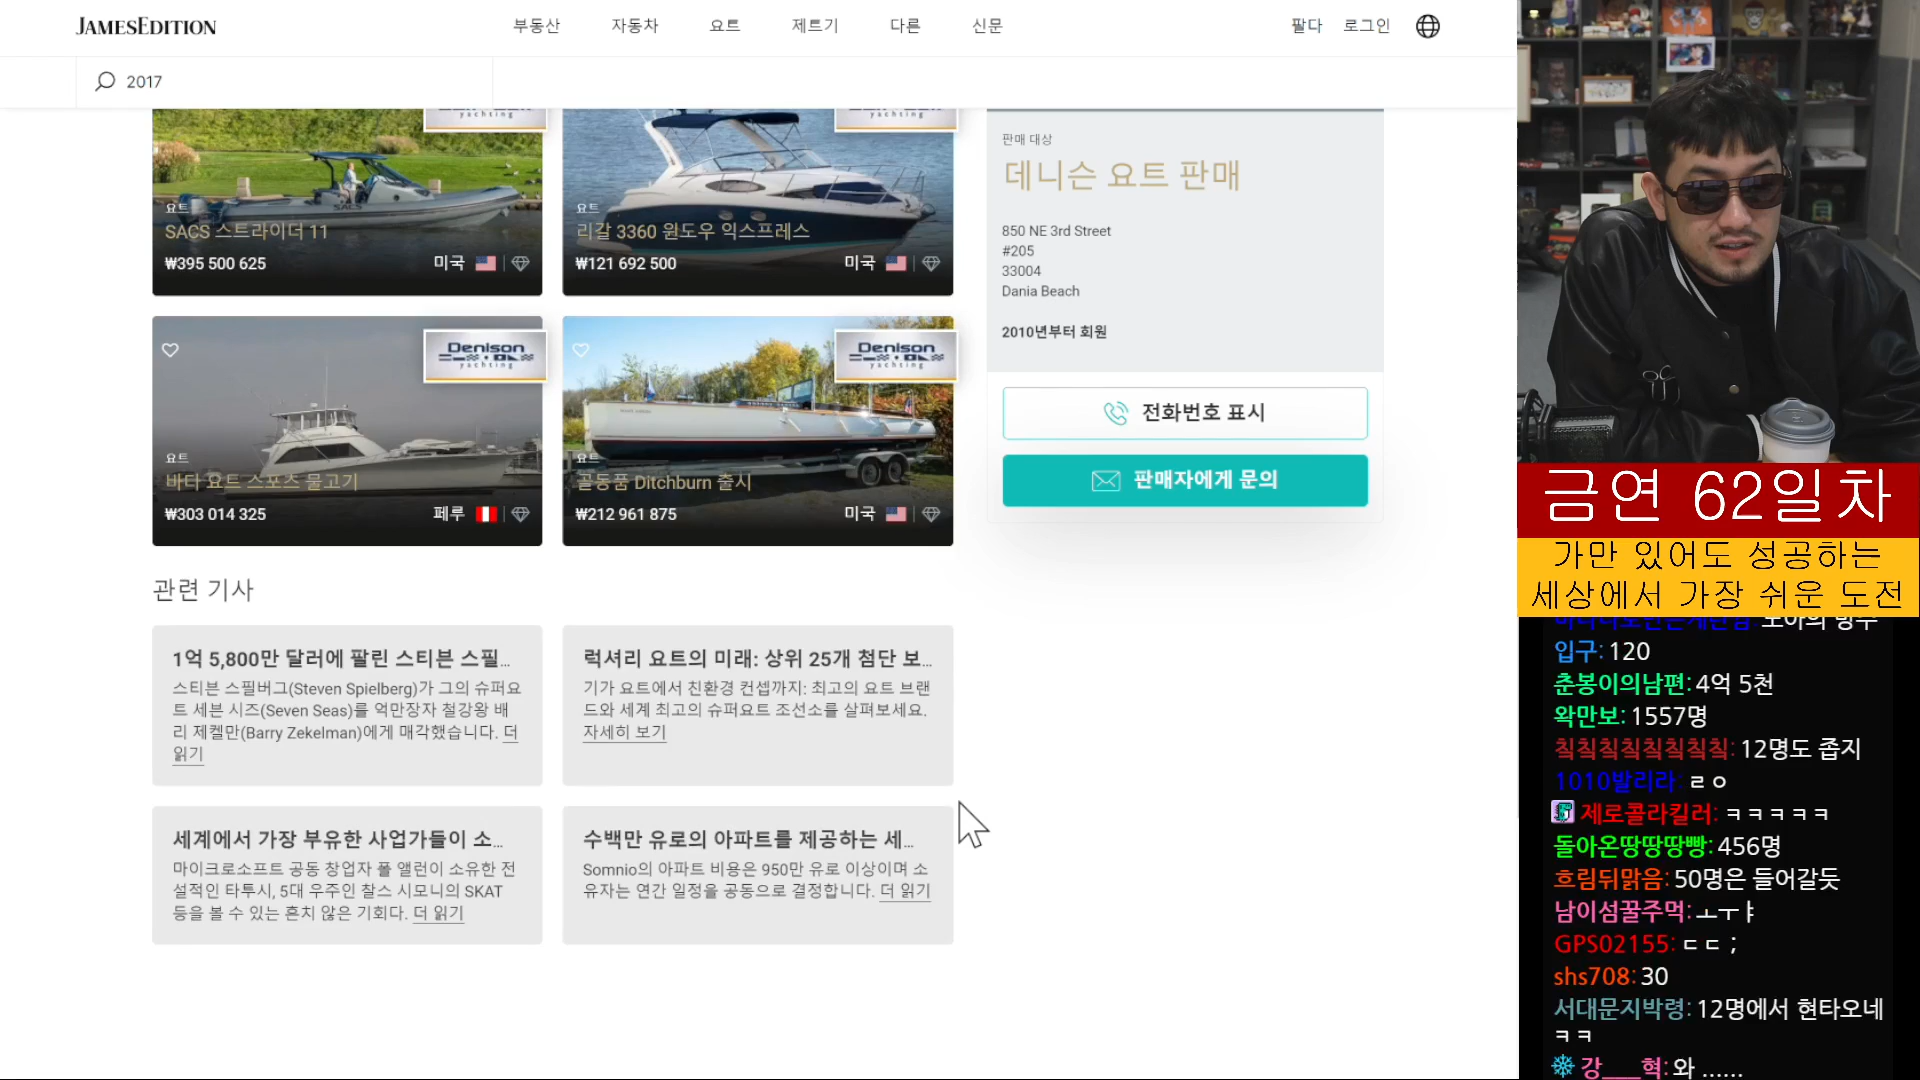 JAMESEDITION
부동산 자동차 요트 제트기 다른 신문
팔다 로그인
2017
yachting
yachting
요트
SACS 스트라이더 11
₩395 500 625 미국
요트
리갈 3360 윈도우 익스프레스
₩121 692 500 미국
Denison
yachting
요트
바다 요트 스포츠 물고기
₩303 014 325 페루
Denison
yachting
요트
골동품 Ditchburn 출시
₩212 961 875 미국
판매 대상
데니슨 요트 판매
850 NE 3rd Street
#205
33004
Dania Beach
2010년부터 회원
전화번호 표시
판매자에게 문의
관련 기사
1억 5,800만 달러에 팔린 스티븐 스필...
스티븐 스필버그(Steven Spielberg)가 그의 슈퍼요
트 세븐 시즈(Seven Seas)를 억만장자 철강왕 배
리 제켈만(Barry Zekelman)에게 매각했습니다. 더
읽기
럭셔리 요트의 미래: 상위 25개 첨단 보...
기가 요트에서 친환경 컨셉까지: 최고의 요트 브랜
드와 세계 최고의 슈퍼요트 조선소를 살펴보세요.
자세히 보기
세계에서 가장 부유한 사업가들이 소...
마이크로소프트 공동 창업자 폴 앨런이 소유한 전
설적인 타투시, 5대 우주인 찰스 시모니의 SKAT
등을 볼 수 있는 흔치 않은 기회다. 더 읽기
수백만 유로의 아파트를 제공하는 세...
Somnio의 아파트 비용은 950만 유로 이상이며 소
유자는 연간 일정을 공동으로 결정합니다. 더 읽기
금연 62일차
가만 있어도 성공하는
세상에서 가장 쉬운 도전
노아의 방주
입구: 120
춘봉이의남편: 4억 5천
왁만보: 1557명
칰칰칰칰칰칰칰칰: 12명도 좁지
1010발리라: ㄹㅇ
제로콜라킬러: ㅋㅋㅋㅋㅋ
돌아온땅땅땅빵: 456명
흐림뒤맑음: 50명은 들어갈듯
남이섬꿀주먹: ㅗㅜㅑ
GPS02155: ㄷㄷ;
shs708: 30
서대문지박령: 12명에서 현타오네
ㅋㅋ
강___혁: 와 ......